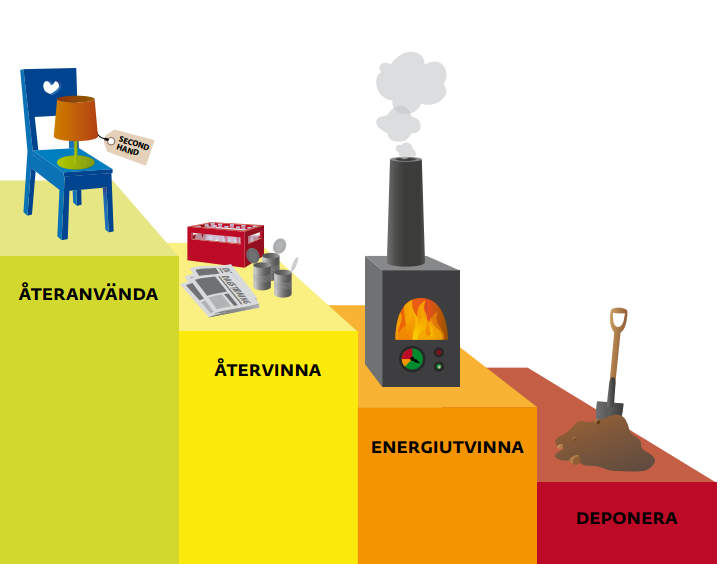 SECOND
HAND
ÅTERANVÄNDA
ÅTERVINNA
ENERGIUTVINNA
DEPONERA